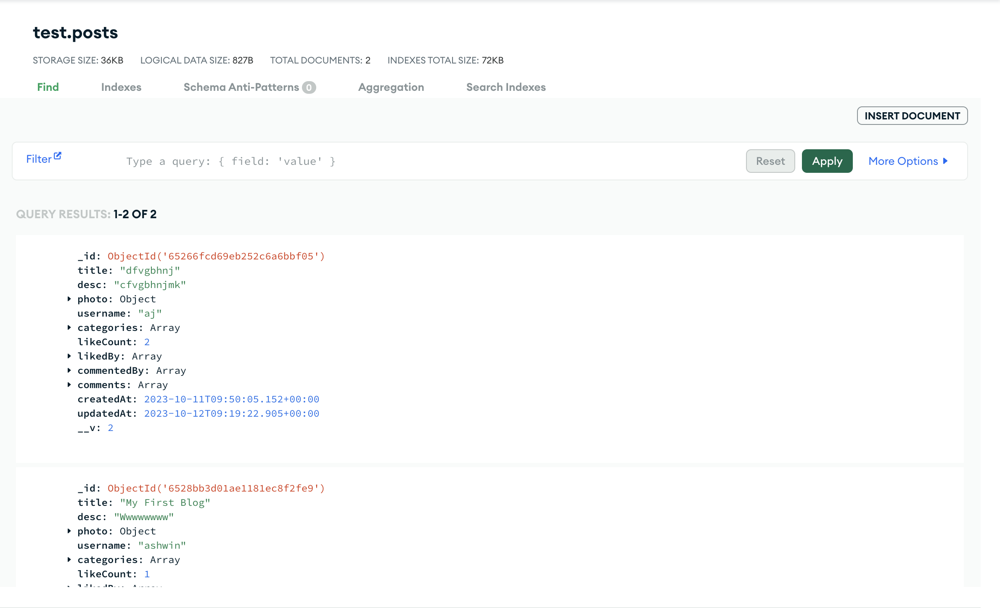 test.posts
STORAGE SIZE: 36KB LOGICAL DATA SIZE: 827B TOTAL DOCUMENTS: 2 INDEXES TOTAL SIZE: 72KB
Find Indexes Schema Anti-Patterns 0 Aggregation Search Indexes
INSERT DOCUMENT
Filter Type a query: { field: 'value' } Reset Apply More Options
QUERY RESULTS: 1-2 OF 2
_id: ObjectId('65266fcd69eb252c6a6bbf05')
title: "dfvgbhnj"
desc: "cfvgbhnjmk"
photo: Object
username: "aj"
categories: Array
likeCount: 2
likedBy: Array
commentedBy: Array
comments: Array
createdAt: 2023-10-11T09:50:05.152+00:00
updatedAt: 2023-10-12T09:19:22.905+00:00
__v: 2
_id: ObjectId('6528bb3d01ae1181ec8f2fe9')
title: "My First Blog"
desc: "Wwwwwwww"
photo: Object
username: "ashwin"
categories: Array
likeCount: 1
likedBy: Array